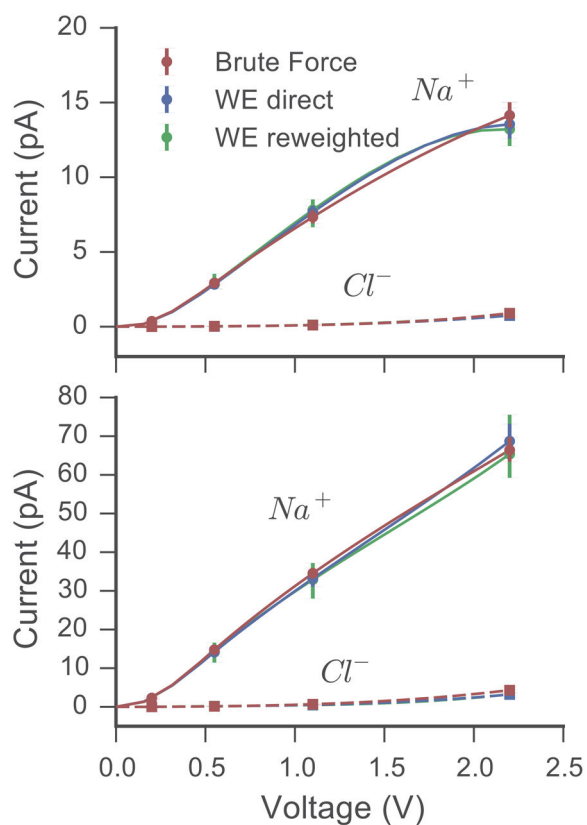 20
15
10
5
0
Current (pA)
Brute Force
WE direct
WE reweighted
Na+
Cl−
80
70
60
50
40
30
20
10
0
Current (pA)
Na+
Cl−
0.0 0.5 1.0 1.5 2.0 2.5
Voltage (V)